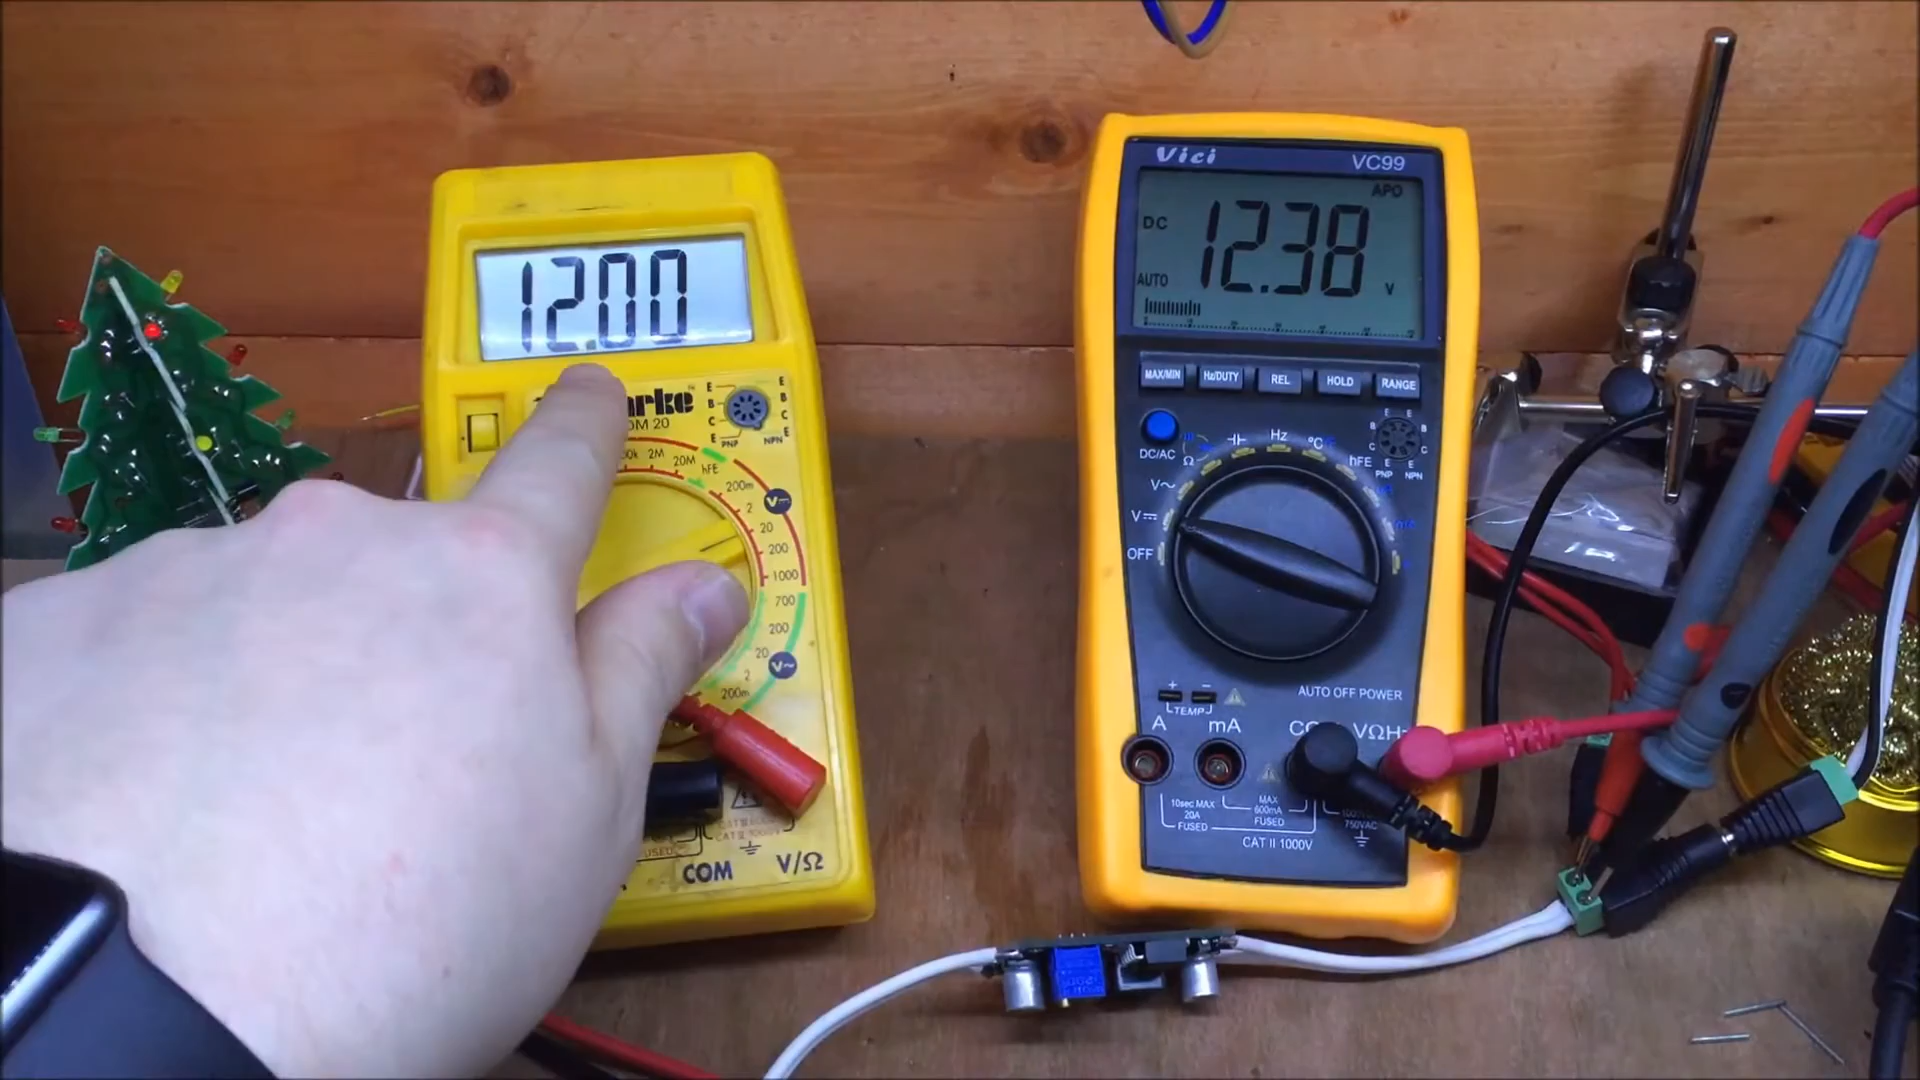 12.00
DM 20
E
B
C
E
PNP
E
B
C
E
NPN
2M
20M
hFE
200m
2
20
200
1000
V
700
200
20
2
200m
V~
COM
V/Ω
Vici
VC99
APO
DC
12.38
AUTO
V
MAX/MIN
Hz/DUTY
REL
HOLD
RANGE
DC/AC
Ω
Hz
°C
hFE
V~
V
OFF
PNP
NPN
AUTO OFF POWER
+
−
TEMP
A
mA
10sec MAX
20A
FUSED
MAX
600mA
FUSED
750VAC
CAT II 1000V